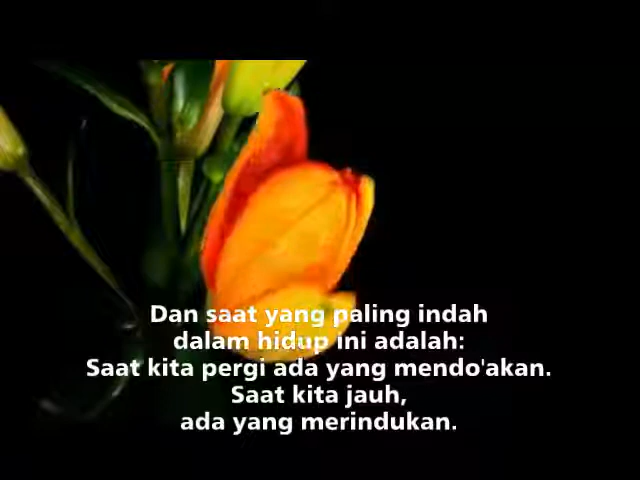 Dan saat yang paling indah
dalam hidup ini adalah:
Saat kita pergi ada yang mendo'akan.
Saat kita jauh,
ada yang merindukan.